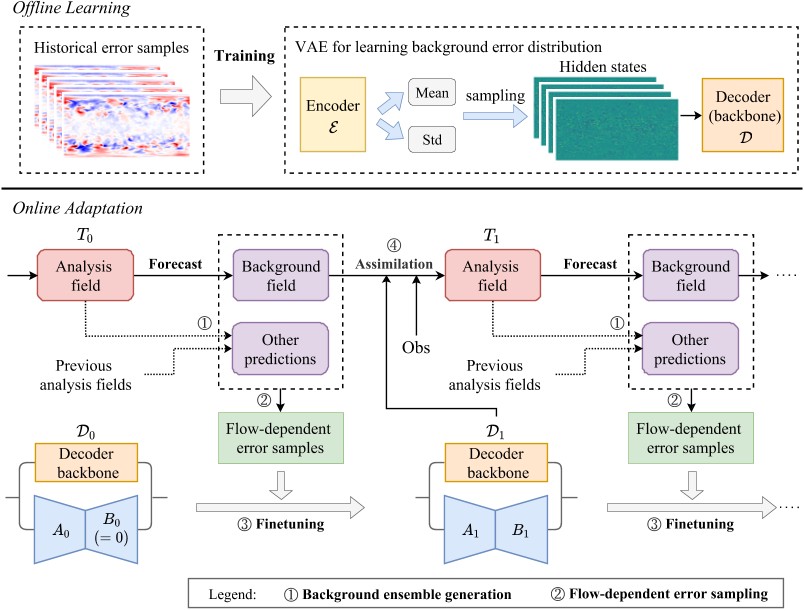 Offline Learning
Historical error samples
Training
VAE for learning background error distribution
Encoder
ℰ
Mean
Std
sampling
Hidden states
Decoder
(backbone)
𝒟
Online Adaptation
T₀
Analysis
field
Forecast
Background
field
④
Assimilation
T₁
Analysis
field
Forecast
Background
field
····
①
Other
predictions
Previous
analysis fields
Obs
①
Other
predictions
Previous
analysis fields
②
Flow-dependent
error samples
②
Flow-dependent
error samples
𝒟₀
Decoder
backbone
A₀
B₀
(= 0)
③ Finetuning
𝒟₁
Decoder
backbone
A₁
B₁
③ Finetuning
····
Legend: ① Background ensemble generation ② Flow-dependent error sampling